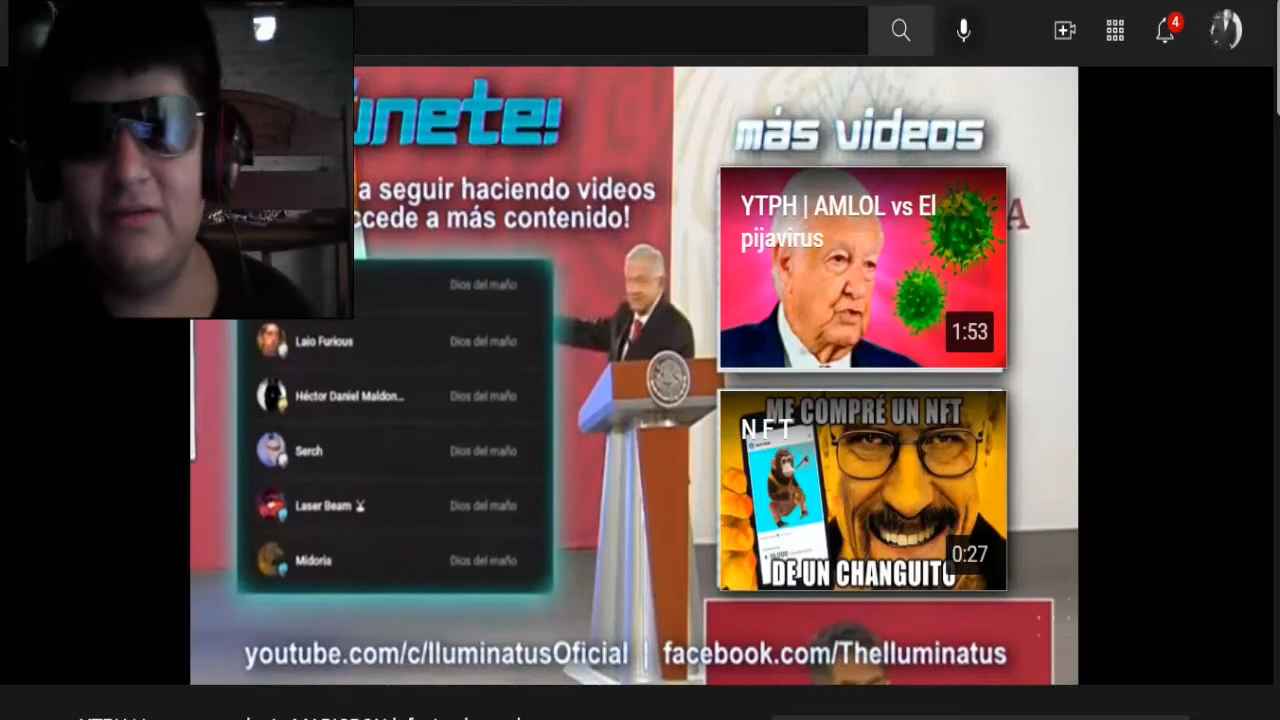 4
únete!
más videos
a seguir haciendo videos
ccede a más contenido!
YTPH | AMLOL vs El
pijavirus
A
1:53
Dios del maño
Laio Furious Dios del maño
Héctor Daniel Maldon... Dios del maño
Serch Dios del maño
Laser Beam Dios del maño
Midoria Dios del maño
ME COMPRÉ UN NFT
NFT
0:27
DE UN CHANGUITO
youtube.com/c/IluminatusOficial | facebook.com/TheIluminatus